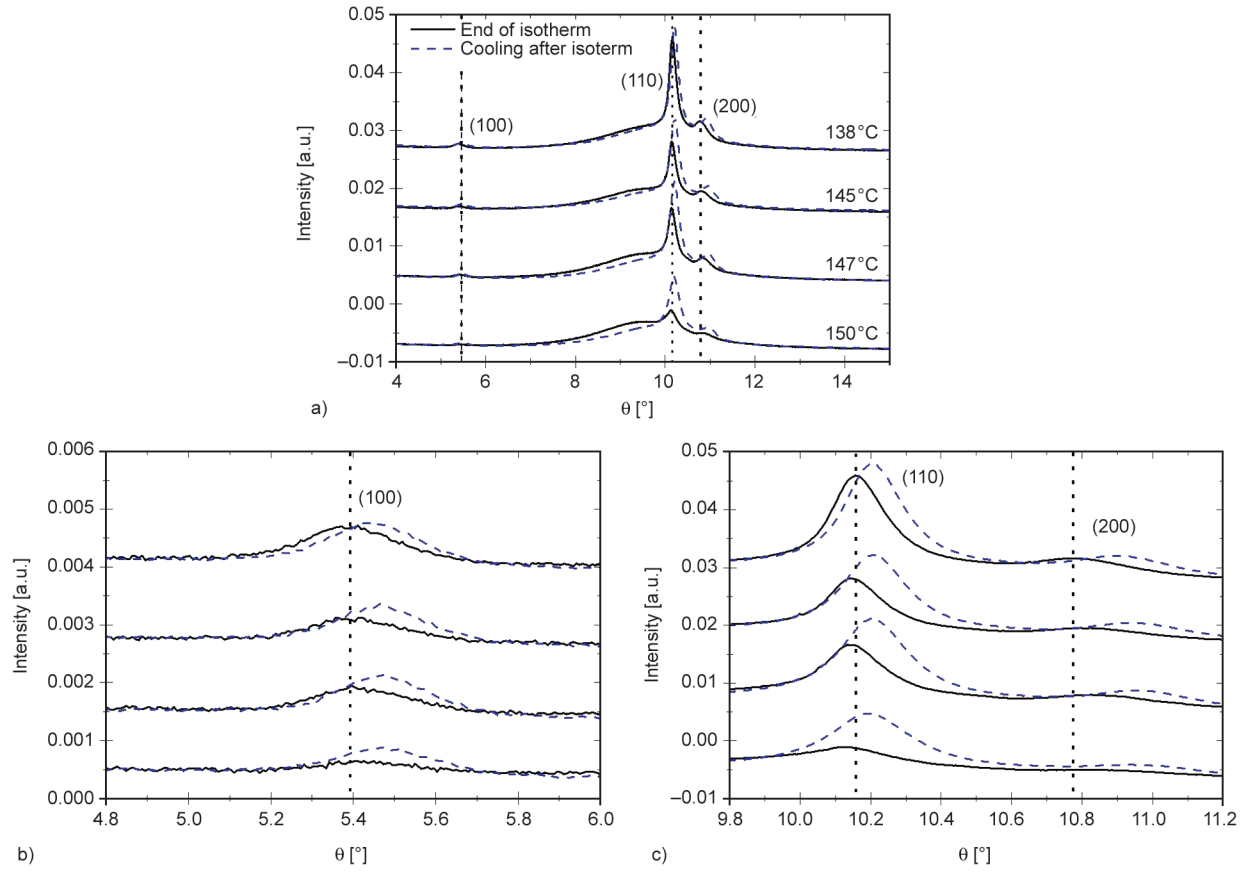 0.05
End of isotherm
Cooling after isoterm
0.04
(110)
(200)
(100)
0.03
138°C
Intensity [a.u.]
0.02
145°C
0.01
147°C
0.00
150°C
–0.01
4 6 8 10 12 14
a)
θ [°]
0.006
(100)
0.005
0.004
0.003
Intensity [a.u.]
0.002
0.001
0.000
4.8 5.0 5.2 5.4 5.6 5.8 6.0
b)
θ [°]
0.05
(110)
0.04
(200)
0.03
0.02
Intensity [a.u.]
0.01
0.00
–0.01
9.8 10.0 10.2 10.4 10.6 10.8 11.0 11.2
c)
θ [°]